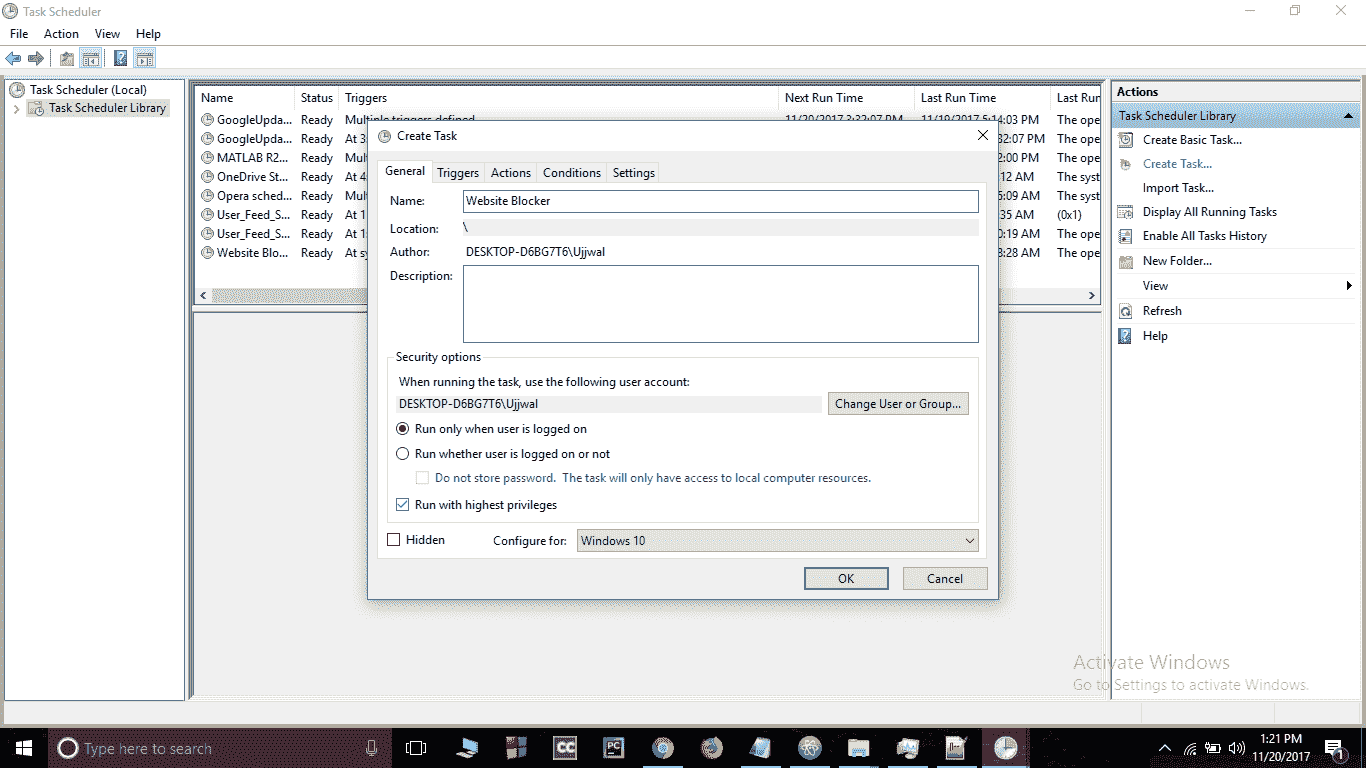 Task Scheduler
File Action View Help
Task Scheduler (Local)
Task Scheduler Library
Name Status Triggers Next Run Time Last Run Time Last Run
GoogleUpda... Ready Multiple triggers defined 11/20/2017 3:32:07 PM 11/19/2017 5:14:03 PM The ope
GoogleUpda... Ready At 3: 32:07 PM The ope
MATLAB R2... Ready Mul 2:00 PM The ope
OneDrive St... Ready At 4: :12 AM The syst
Opera sched... Ready Mul 5:09 AM The syst
User_Feed_S... Ready At 1 :35 AM (0x1)
User_Feed_S... Ready At 1: 0:19 AM The ope
Website Blo... Ready At sy 3:28 AM The ope
Create Task
General Triggers Actions Conditions Settings
Name: Website Blocker
Location: \
Author: DESKTOP-D6BG7T6\Ujjwal
Description:
Security options
When running the task, use the following user account:
DESKTOP-D6BG7T6\Ujjwal Change User or Group...
Run only when user is logged on
Run whether user is logged on or not
Do not store password. The task will only have access to local computer resources.
Run with highest privileges
Hidden Configure for: Windows 10
OK Cancel
Actions
Task Scheduler Library
Create Basic Task...
Create Task...
Import Task...
Display All Running Tasks
Enable All Tasks History
New Folder...
View
Refresh
Help
Activate Windows
Go to Settings to activate Windows.
Type here to search
CC
PC
1:21 PM
11/20/2017
1